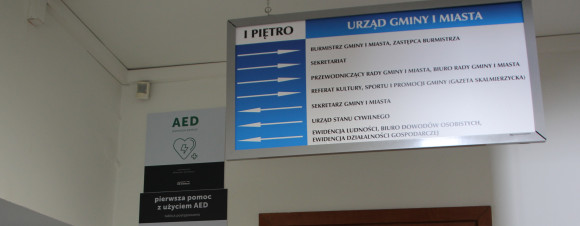 I PIĘTRO
URZĄD GMINY I MIASTA
BURMISTRZ GMINY I MIASTA, ZASTĘPCA BURMISTRZA
SEKRETARIAT
PRZEWODNICZĄCY RADY GMINY I MIASTA, BIURO RADY GMINY I MIASTA
REFERAT KULTURY, SPORTU I PROMOCJI GMINY (GAZETA SKALMIERZYCKA)
SEKRETARZ GMINY I MIASTA
URZĄD STANU CYWILNEGO
EWIDENCJA LUDNOŚCI, BIURO DOWODÓW OSOBISTYCH,
EWIDENCJA DZIAŁALNOŚCI GOSPODARCZEJ
AED
pierwsza pomoc
z użyciem AED